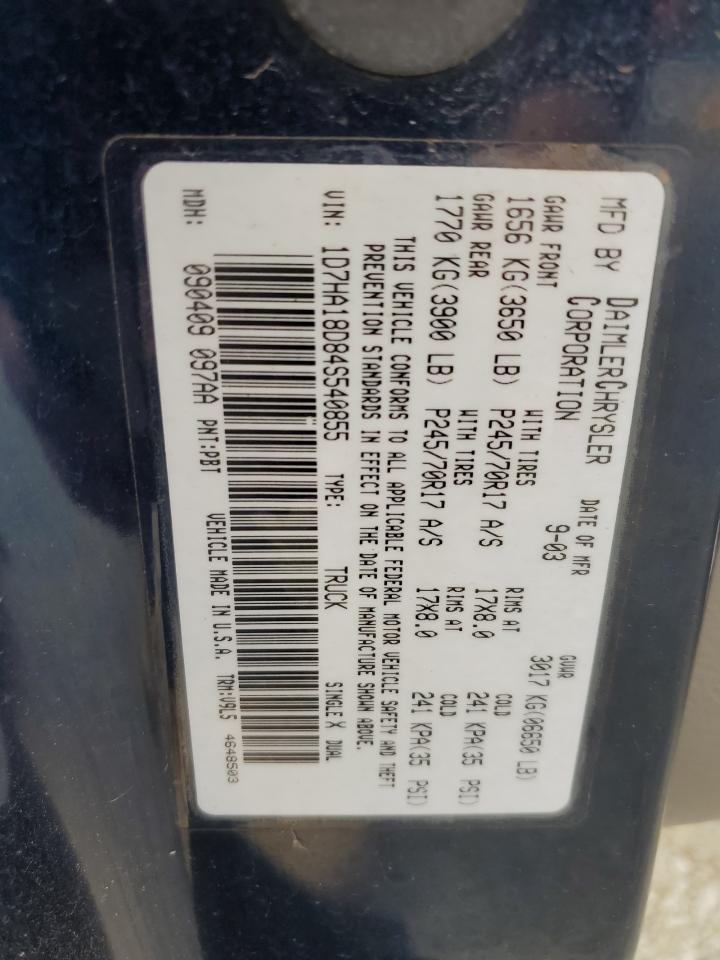 MFD BY DAIMLERCHRYSLER CORPORATION
DATE OF MFR 9-03
GVWR 3017 KG(06650 LB)
GAWR FRONT WITH TIRES RIMS AT COLD
1656 KG(3650 LB) P245/70R17 A/S 17X8.0 241 KPA(35 PSI)
GAWR REAR WITH TIRES RIMS AT COLD
1770 KG(3900 LB) P245/70R17 A/S 17X8.0 241 KPA(35 PSI)
THIS VEHICLE CONFORMS TO ALL APPLICABLE FEDERAL MOTOR VEHICLE SAFETY AND THEFT
PREVENTION STANDARDS IN EFFECT ON THE DATE OF MANUFACTURE SHOWN ABOVE.
VIN: 1D7HA18D84S540855 TYPE: TRUCK SINGLE X DUAL
MDH: 090409 097AA PNT:PBT VEHICLE MADE IN U.S.A. TRM:V9L5 4648503